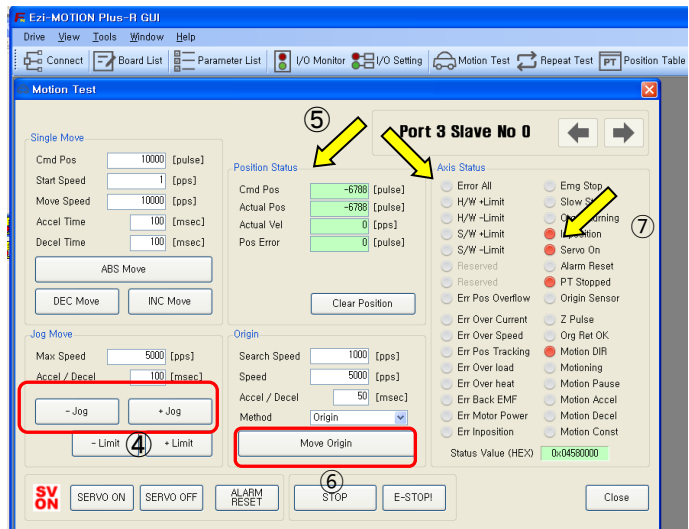 Ezi-MOTION Plus-R GUI
Drive View Tools Window Help
Connect Board List Parameter List I/O Monitor I/O Setting Motion Test Repeat Test PT Position Table
Motion Test
⑤
Port 3 Slave No 0
Single Move
Cmd Pos 10000 [pulse]
Start Speed 1 [pps]
Move Speed 10000 [pps]
Accel Time 100 [msec]
Decel Time 100 [msec]
ABS Move
DEC Move INC Move
Position Status
Cmd Pos -6788 [pulse]
Actual Pos -6788 [pulse]
Actual Vel 0 [pps]
Pos Error 0 [pulse]
Clear Position
Axis Status
Error All Emg Stop
H/W +Limit Slow
H/W -Limit
S/W +Limit
S/W -Limit Servo On
⑦
Reserved Alarm Reset
Reserved PT Stopped
Err Pos Overflow Origin Sensor
Err Over Current Z Pulse
Err Over Speed Org Ret OK
Err Pos Tracking Motion DIR
Err Over load Motioning
Err Over heat Motion Pause
Err Back EMF Motion Accel
Err Motor Power Motion Decel
Err Inposition Motion Const
Status Value (HEX) 0x04580000
Jog Move
Max Speed 5000 [pps]
Accel / Decel 100 [msec]
- Jog + Jog
- Limit ④ + Limit
Origin
Search Speed 1000 [pps]
Speed 5000 [pps]
Accel / Decel 50 [msec]
Method Origin
Move Origin
⑥
SV ON SERVO ON SERVO OFF ALARM RESET STOP E-STOP! Close